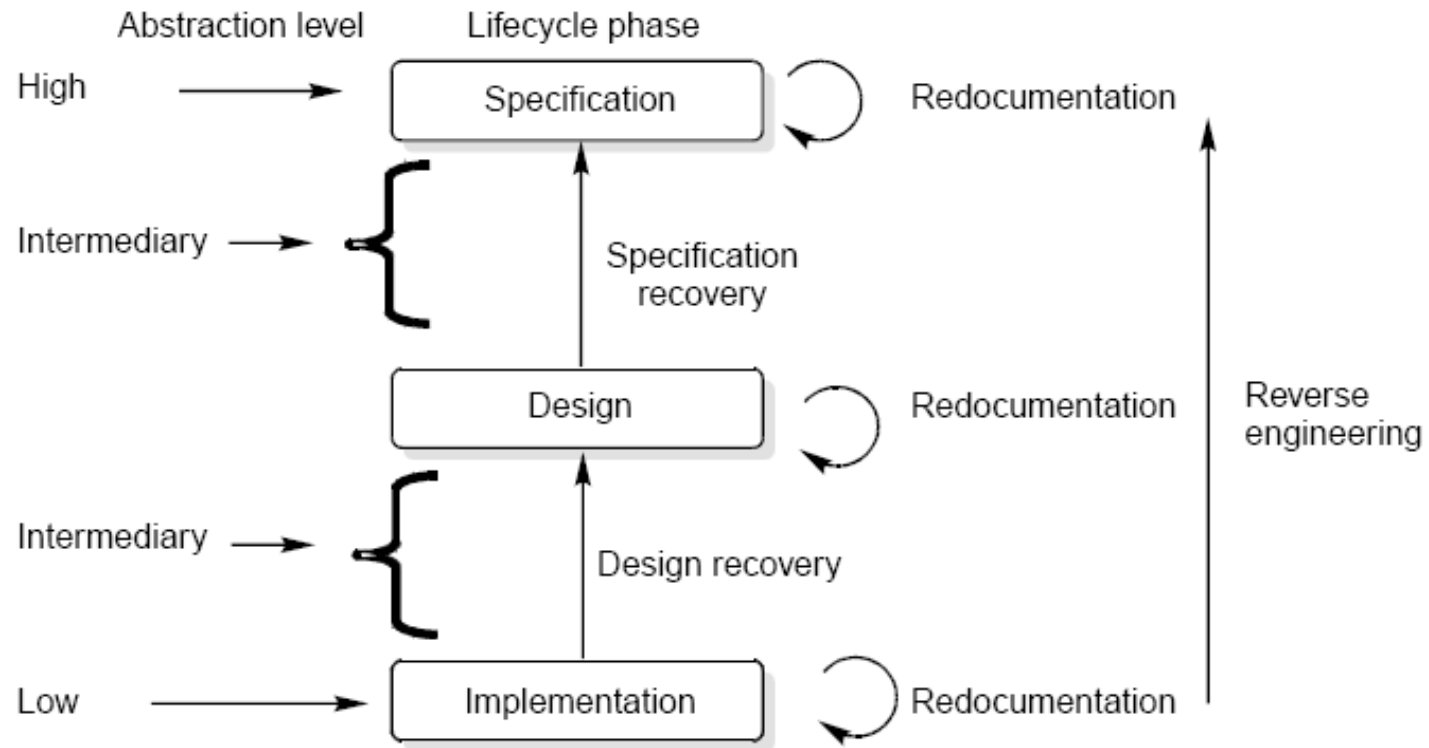 Abstraction level
Lifecycle phase
High
Specification
Redocumentation
Intermediary
Specification
recovery
Design
Redocumentation
Reverse
engineering
Intermediary
Design recovery
Low
Implementation
Redocumentation